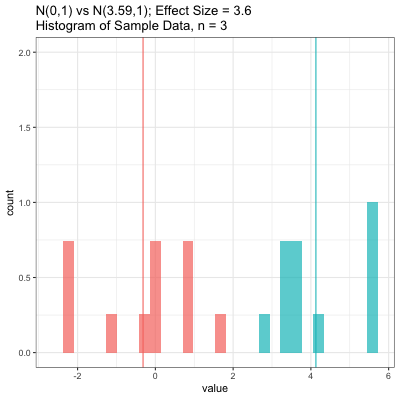 N(0,1) vs N(3.59,1); Effect Size = 3.6
Histogram of Sample Data, n = 3
2.0
1.5
1.0
0.5
0.0
count
-2
0
2
4
6
value